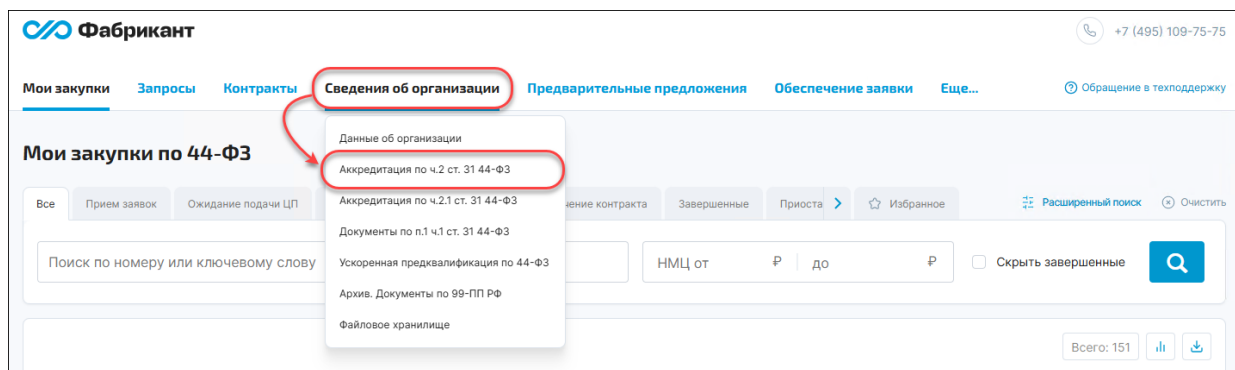 Фабрикант
+7 (495) 109-75-75
Мои закупки Запросы Контракты Сведения об организации Предварительные предложения Обеспечение заявки Еще... Обращение в техподдержку
Данные об организации
Мои закупки по 44-ФЗ
Аккредитация по ч.2 ст. 31 44-ФЗ
Все Прием заявок Ожидание подачи ЦП чение контракта Завершенные Приоста Избранное Расширенный поиск Очистить
Аккредитация по ч.2.1 ст. 31 44-ФЗ
Документы по п.1 ч.1 ст. 31 44-ФЗ
Поиск по номеру или ключевому слову НМЦ от ₽ до ₽ Скрыть завершенные
Ускоренная предквалификация по 44-ФЗ
Архив. Документы по 99-ПП РФ
Файловое хранилище
Всего: 151